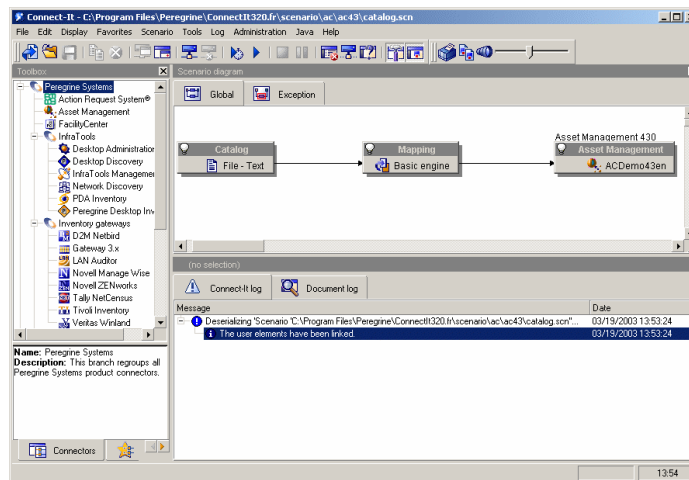 Connect-It - C:\Program Files\Peregrine\ConnectIt320.fr\scenario\ac\ac43\catalog.scn
File Edit Display Favorites Scenario Tools Log Administration Java Help
Toolbox
Scenario diagram
Peregrine Systems
Action Request System®
Asset Management
FacilityCenter
InfraTools
Desktop Administration
Desktop Discovery
InfraTools Managemen
Network Discovery
PDA Inventory
Peregrine Desktop Inv
Inventory gateways
D2M Netbird
Gateway 3.x
LAN Auditor
Novell Manage Wise
Novell ZENworks
Tally NetCensus
Tivoli Inventory
Veritas Winland
Global
Exception
Catalog
File - Text
Mapping
Basic engine
Asset Management 430
Asset Management
ACDemo43en
(no selection)
Connect-It log
Document log
Message
Date
Deserializing 'Scenario 'C:\Program Files\Peregrine\ConnectIt320.fr\scenario\ac\ac43\catalog.scn''...
03/19/2003 13:53:24
The user elements have been linked.
03/19/2003 13:53:24
Name: Peregrine Systems
Description: This branch regroups all
Peregrine Systems product connectors.
Connectors
13:54